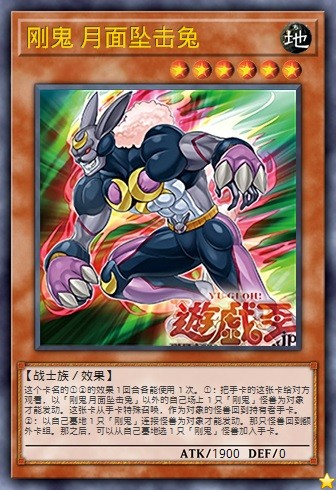 刚鬼 月面坠击兔
地
YU-GI-OH!
遊戯王
.JP
【战士族／效果】
这个卡名的①②的效果1回合各能使用1次。①：把手卡的这张卡给对方
观看，以「刚鬼 月面坠击兔」以外的自己场上1只「刚鬼」怪兽为对象
才能发动。这张卡从手卡特殊召唤，作为对象的怪兽回到持有者手卡。
②：以自己1只「刚鬼」连接怪兽为对象才能发动。那只怪兽回到额
外卡组。那之后，可以从自己墓地选1只「刚鬼」怪兽加入手卡。
ATK/1900 DEF/0